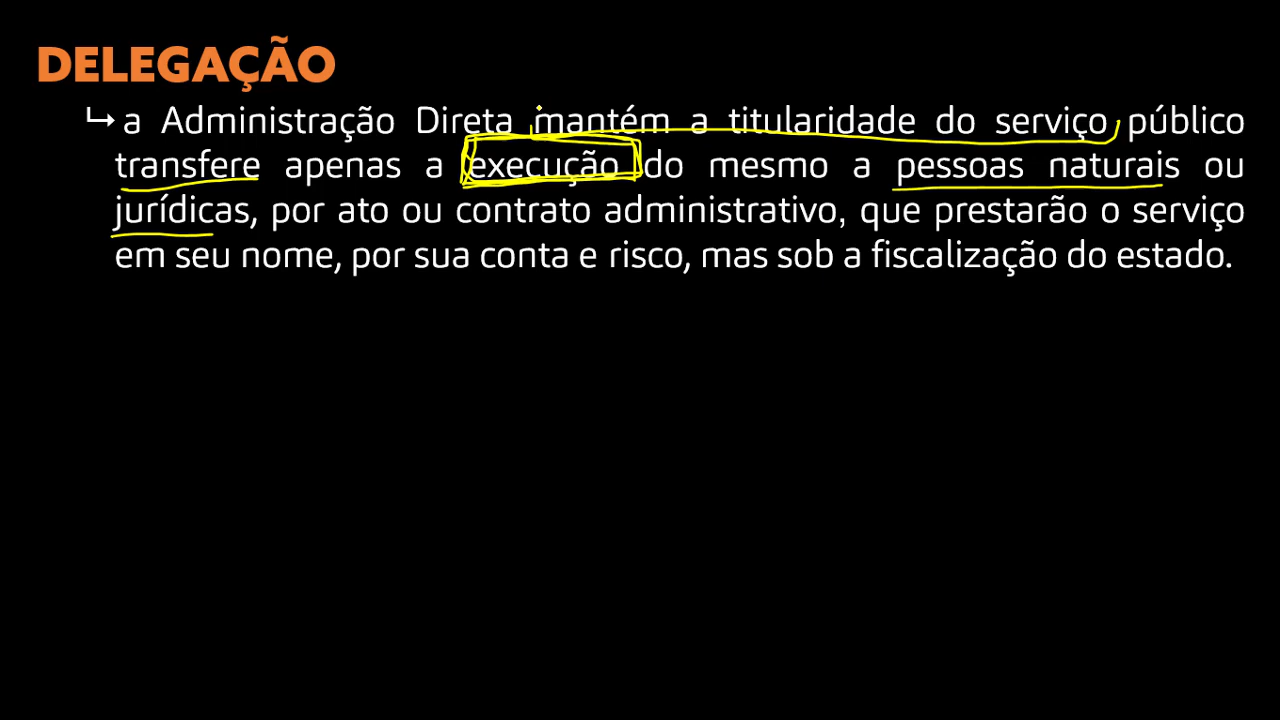 DELEGAÇÃO
↳ a Administração Direta mantém a titularidade do serviço público
transfere apenas a execução do mesmo a pessoas naturais ou
jurídicas, por ato ou contrato administrativo, que prestarão o serviço
em seu nome, por sua conta e risco, mas sob a fiscalização do estado.